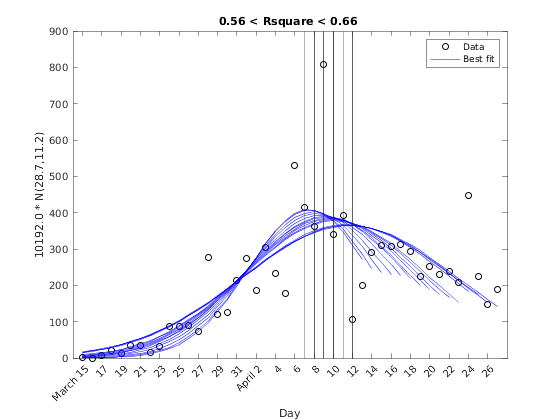 0.56 < Rsquare < 0.66
900
800
700
600
500
400
300
200
100
0
10192.0 * N(28.7,11.2)
Data
Best fit
March 15 17 19 21 23 25 27 29 31 April 2 4 6 8 10 12 14 16 18 20 22 24 26
Day